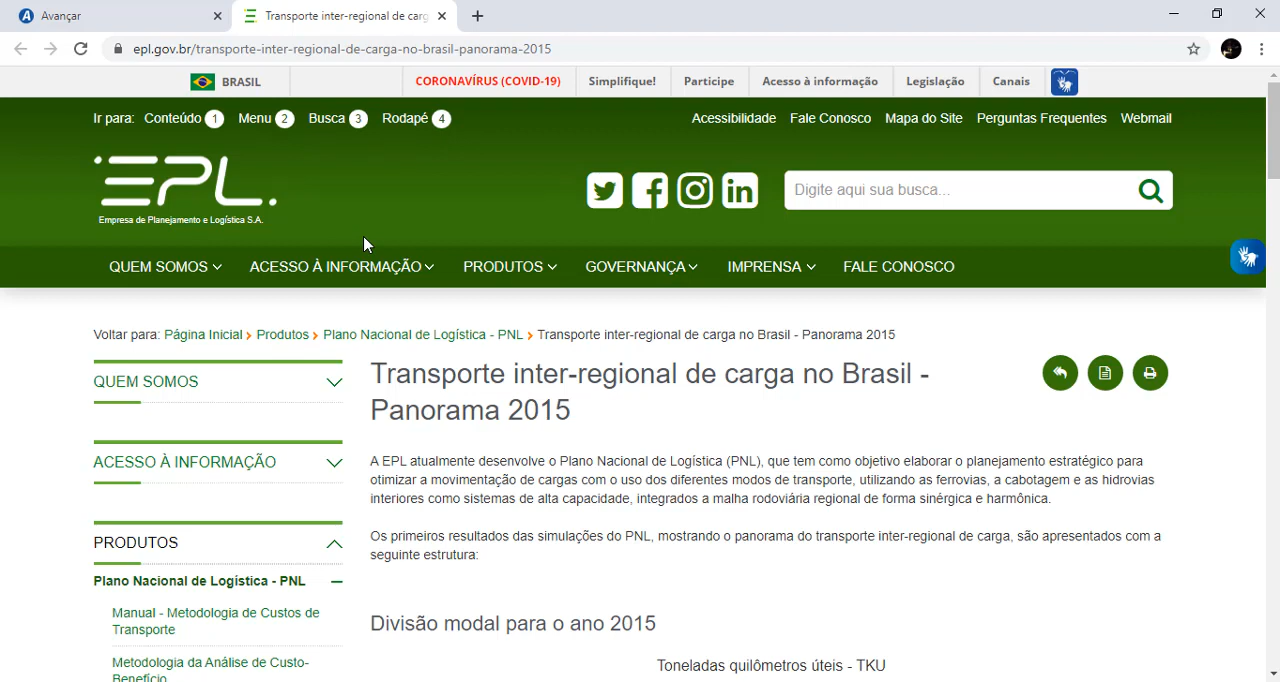 Avançar
Transporte inter-regional de carg
epl.gov.br/transporte-inter-regional-de-carga-no-brasil-panorama-2015
BRASIL
CORONAVÍRUS (COVID-19)
Simplifique!
Participe
Acesso à informação
Legislação
Canais
Ir para: Conteúdo 1 Menu 2 Busca 3 Rodapé 4
Acessibilidade Fale Conosco Mapa do Site Perguntas Frequentes Webmail
EPL.
Empresa de Planejamento e Logística S.A.
Digite aqui sua busca...
QUEM SOMOS ACESSO À INFORMAÇÃO PRODUTOS GOVERNANÇA IMPRENSA FALE CONOSCO
Voltar para: Página Inicial Produtos Plano Nacional de Logística - PNL Transporte inter-regional de carga no Brasil - Panorama 2015
QUEM SOMOS
ACESSO À INFORMAÇÃO
PRODUTOS
Plano Nacional de Logística - PNL
Manual - Metodologia de Custos de
Transporte
Metodologia da Análise de Custo-
Benefício
Transporte inter-regional de carga no Brasil -
Panorama 2015
A EPL atualmente desenvolve o Plano Nacional de Logística (PNL), que tem como objetivo elaborar o planejamento estratégico para
otimizar a movimentação de cargas com o uso dos diferentes modos de transporte, utilizando as ferrovias, a cabotagem e as hidrovias
interiores como sistemas de alta capacidade, integrados a malha rodoviária regional de forma sinérgica e harmônica.
Os primeiros resultados das simulações do PNL, mostrando o panorama do transporte inter-regional de carga, são apresentados com a
seguinte estrutura:
Divisão modal para o ano 2015
Toneladas quilômetros úteis - TKU